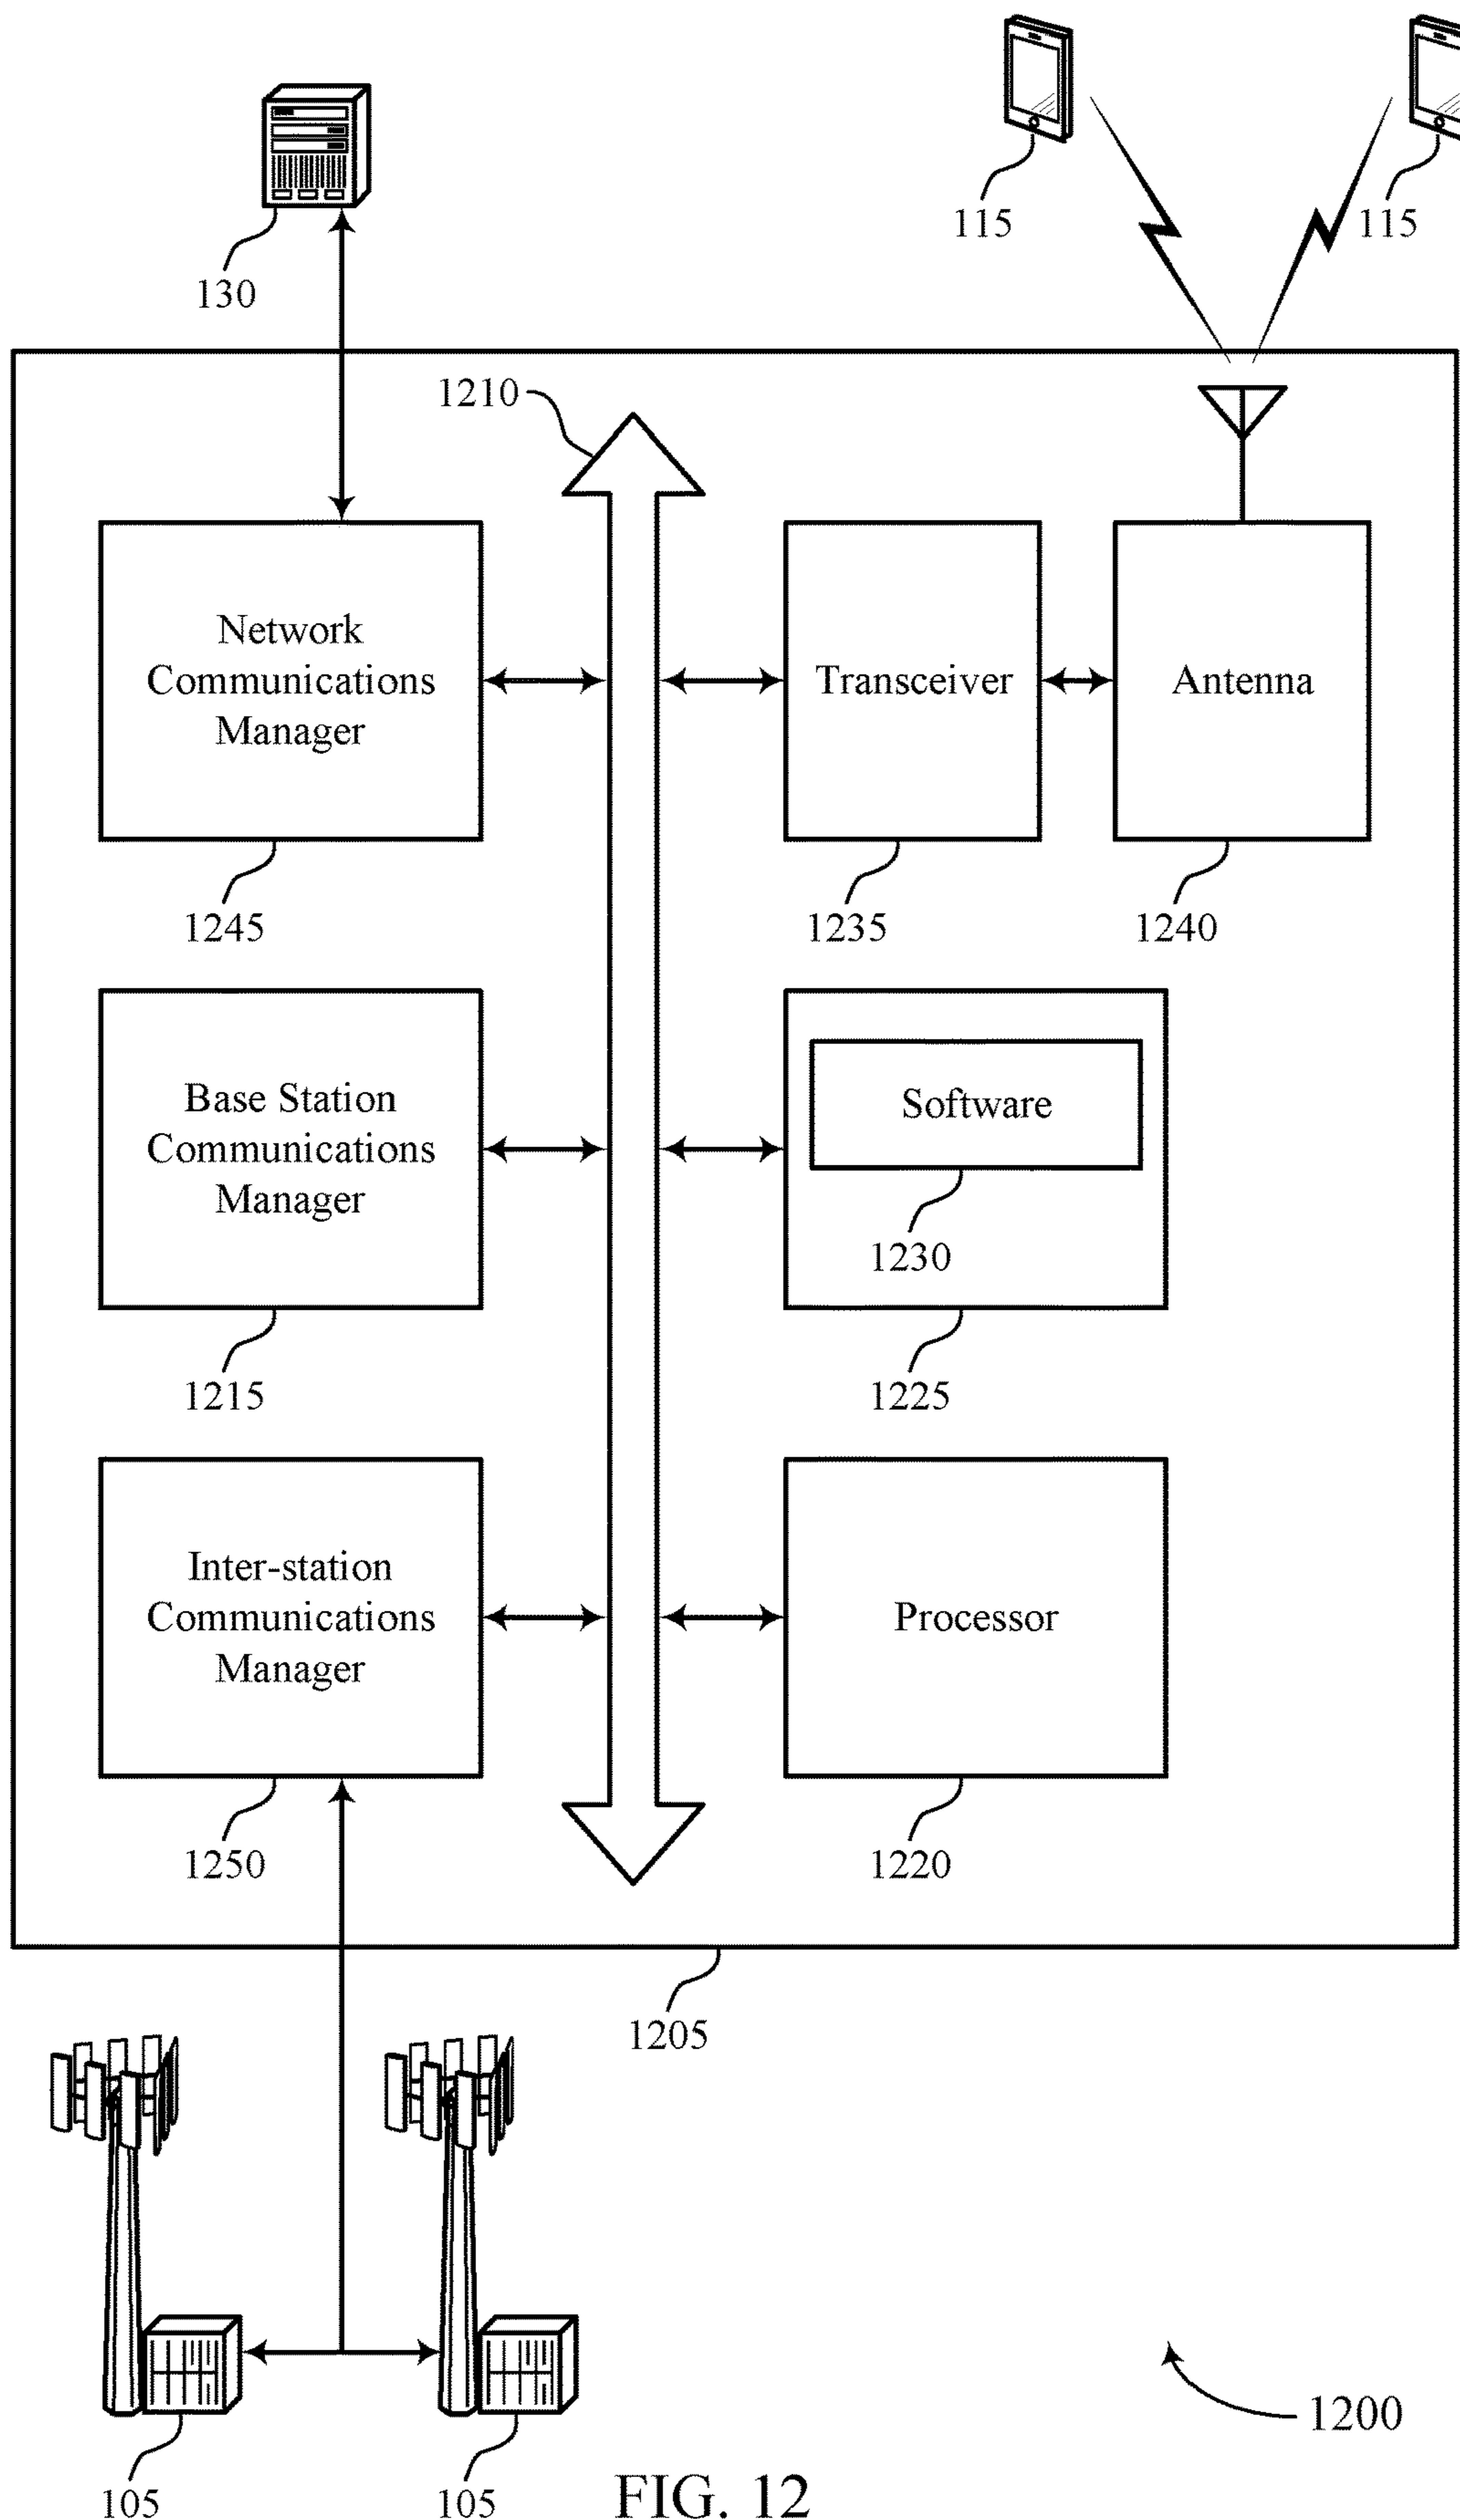 130
115
115
1210
Network
Communications
Manager
Transceiver
Antenna
1245
1235
1240
Base Station
Communications
Manager
Software
1230
1215
1225
Inter-station
Communications
Manager
Processor
1250
1220
1205
1200
105
105
FIG. 12